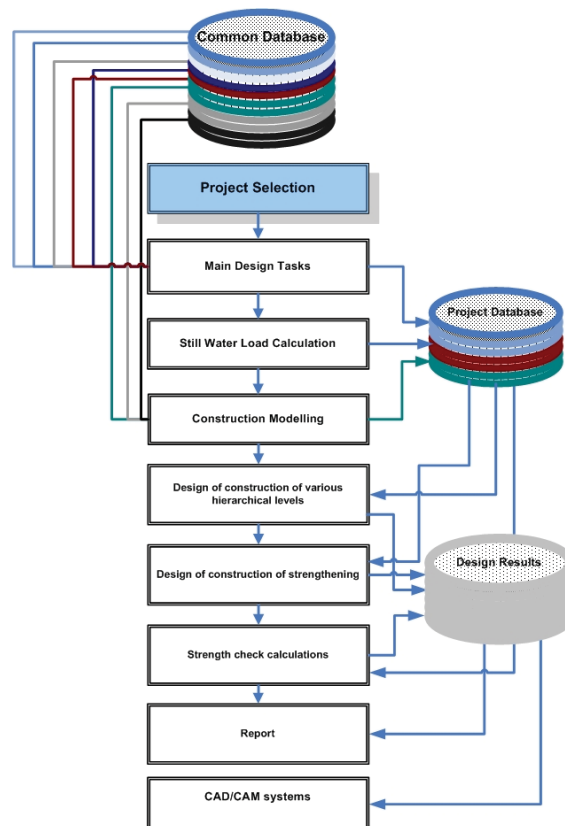 Common Database
Project Selection
Main Design Tasks
Project Database
Still Water Load Calculation
Construction Modelling
Design of construction of various
hierarchical levels
Design of construction of strengthening
Design Results
Strength check calculations
Report
CAD/CAM systems